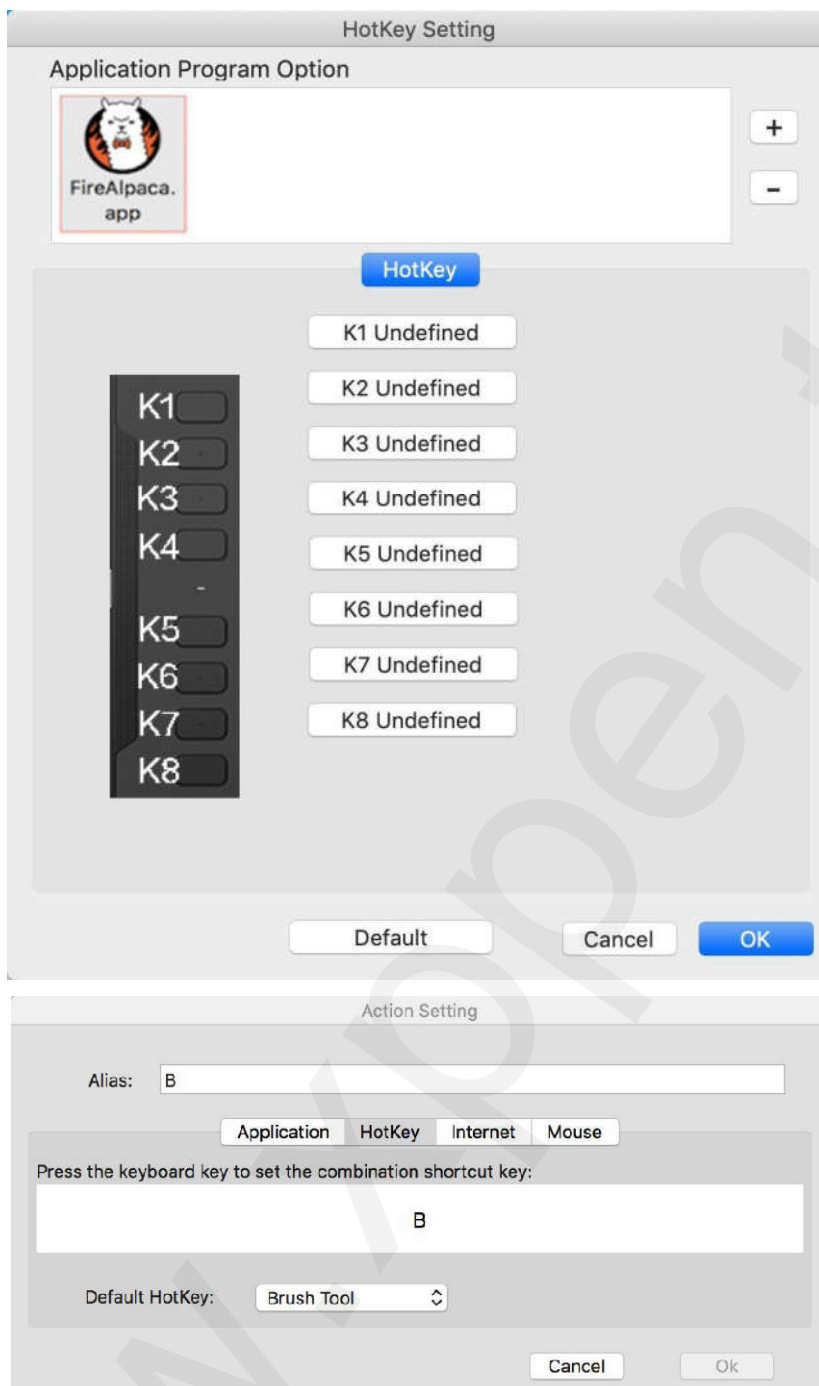 HotKey Setting
Application Program Option
FireAlpaca.
app
+
-
HotKey
K1 Undefined
K2 Undefined
K3 Undefined
K4 Undefined
K5 Undefined
K6 Undefined
K7 Undefined
K8 Undefined
K1
K2
K3
K4
K5
K6
K7
K8
Default
Cancel
OK
Action Setting
Alias: B
Application HotKey Internet Mouse
Press the keyboard key to set the combination shortcut key:
B
Default HotKey: Brush Tool
Cancel
Ok
w.xppen